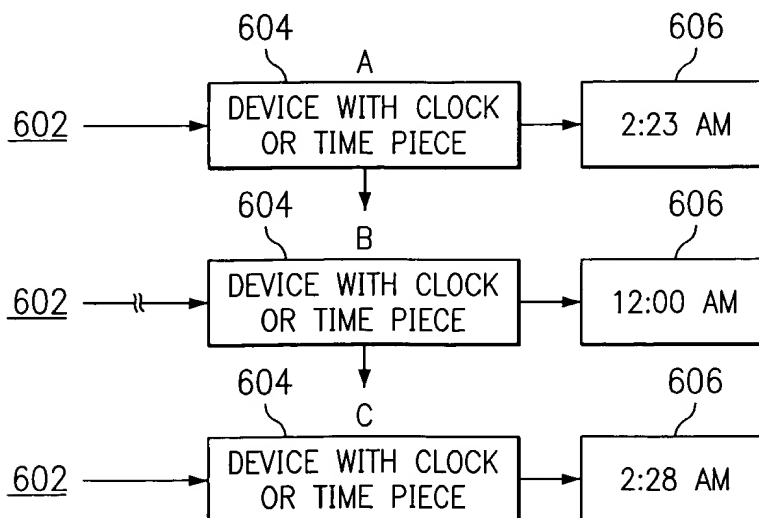 604
A
606
602
DEVICE WITH CLOCK
OR TIME PIECE
2:23 AM
604
B
606
602
DEVICE WITH CLOCK
OR TIME PIECE
12:00 AM
604
C
606
602
DEVICE WITH CLOCK
OR TIME PIECE
2:28 AM